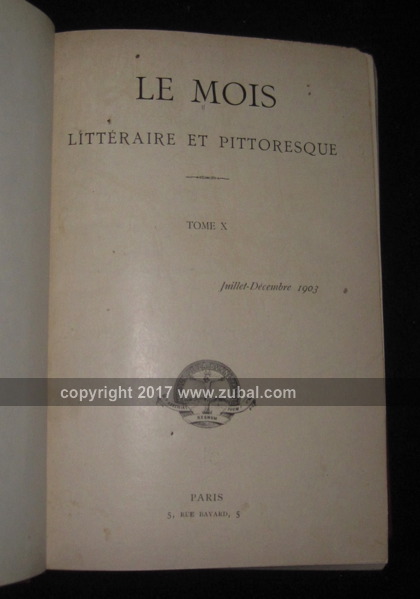 LE MOIS
LITTÉRAIRE ET PITTORESQUE
TOME X
Juillet-Décembre 1903
copyright 2017 www.zubal.com
PARIS
5, RUE BAYARD, 5